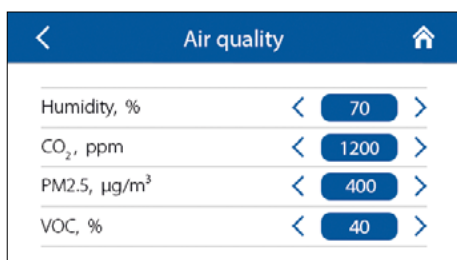 Air quality
Humidity, % 70
CO₂, ppm 1200
PM2.5, µg/m³ 400
VOC, % 40